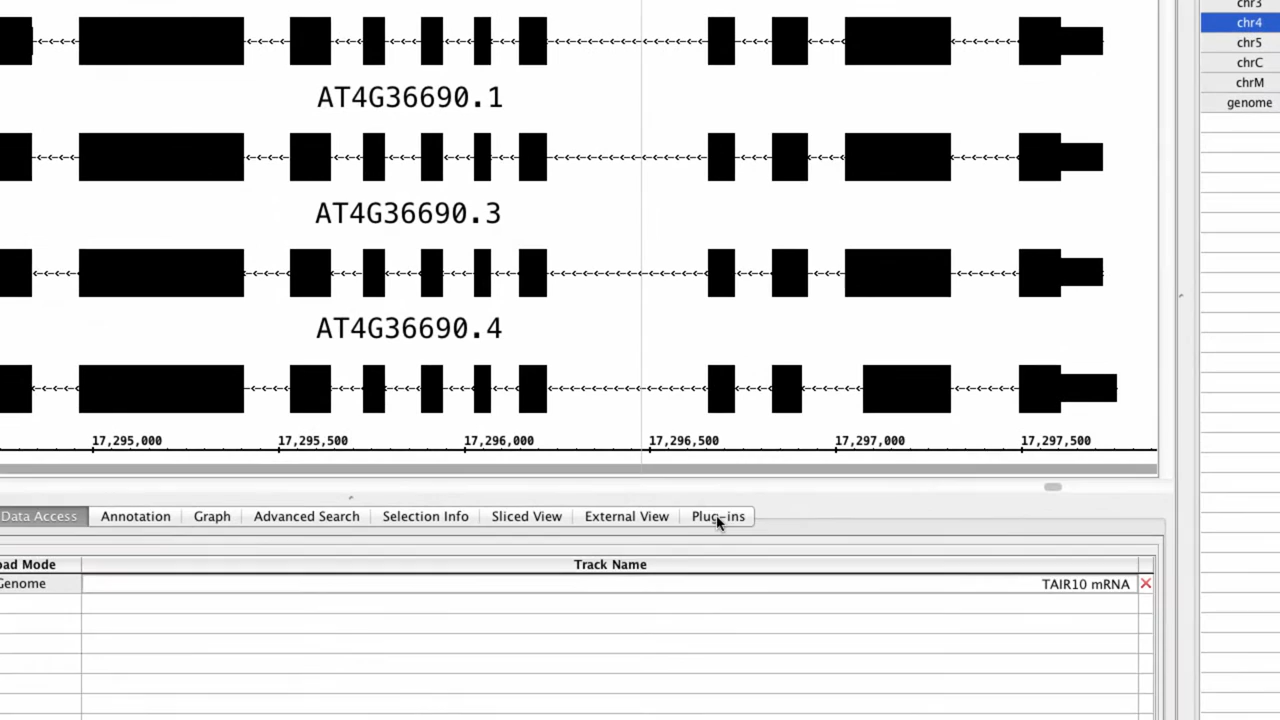 chr3
chr4
chr5
chrC
chrM
genome
AT4G36690.1
AT4G36690.3
AT4G36690.4
17,295,000 17,295,500 17,296,000 17,296,500 17,297,000 17,297,500
Data Access Annotation Graph Advanced Search Selection Info Sliced View External View Plug-ins
Mode Track Name
Genome TAIR10 mRNA